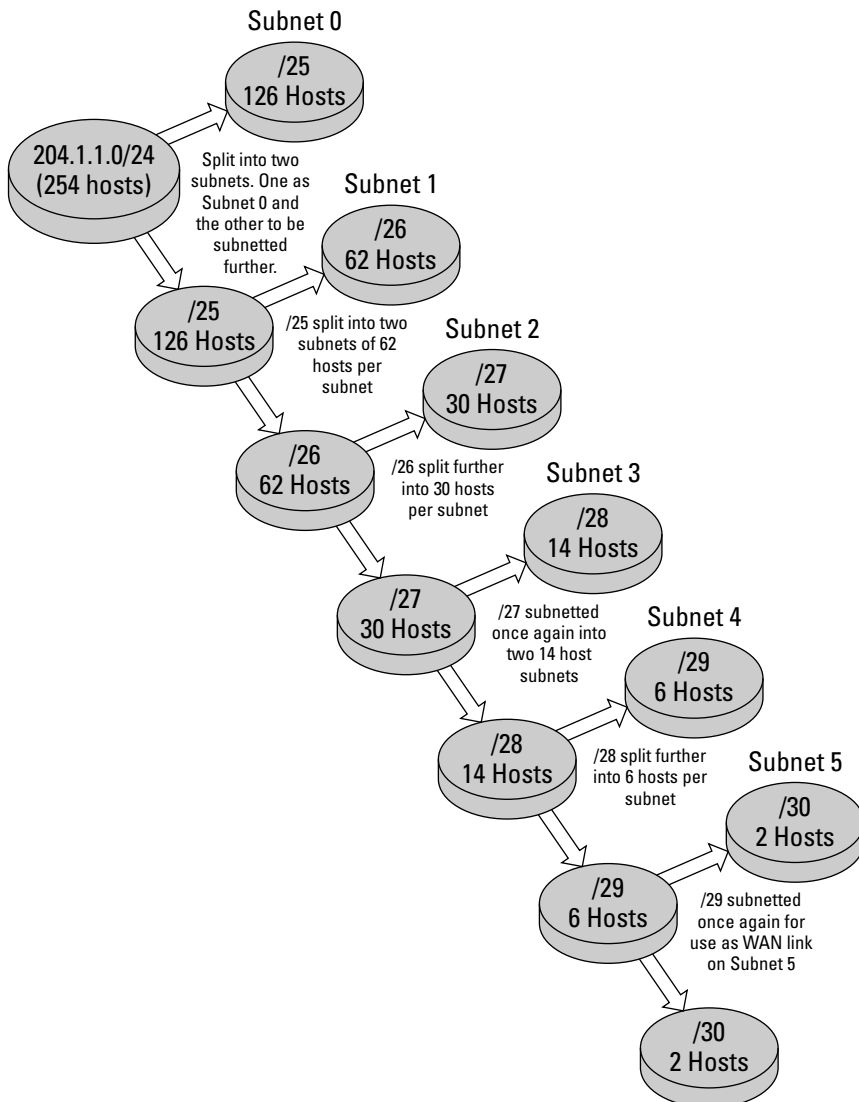 Subnet 0
/25
126 Hosts
204.1.1.0/24
(254 hosts)
Split into two
subnets. One as
Subnet 0 and
the other to be
subnetted
further.
Subnet 1
/26
62 Hosts
/25
126 Hosts
/25 split into two
subnets of 62
hosts per
subnet
Subnet 2
/27
30 Hosts
/26
62 Hosts
/26 split further
into 30 hosts
per subnet
Subnet 3
/28
14 Hosts
/27
30 Hosts
/27 subnetted
once again into
two 14 host
subnets
Subnet 4
/29
6 Hosts
/28
14 Hosts
/28 split further
into 6 hosts per
subnet
Subnet 5
/30
2 Hosts
/29
6 Hosts
/29 subnetted
once again for
use as WAN link
on Subnet 5
/30
2 Hosts